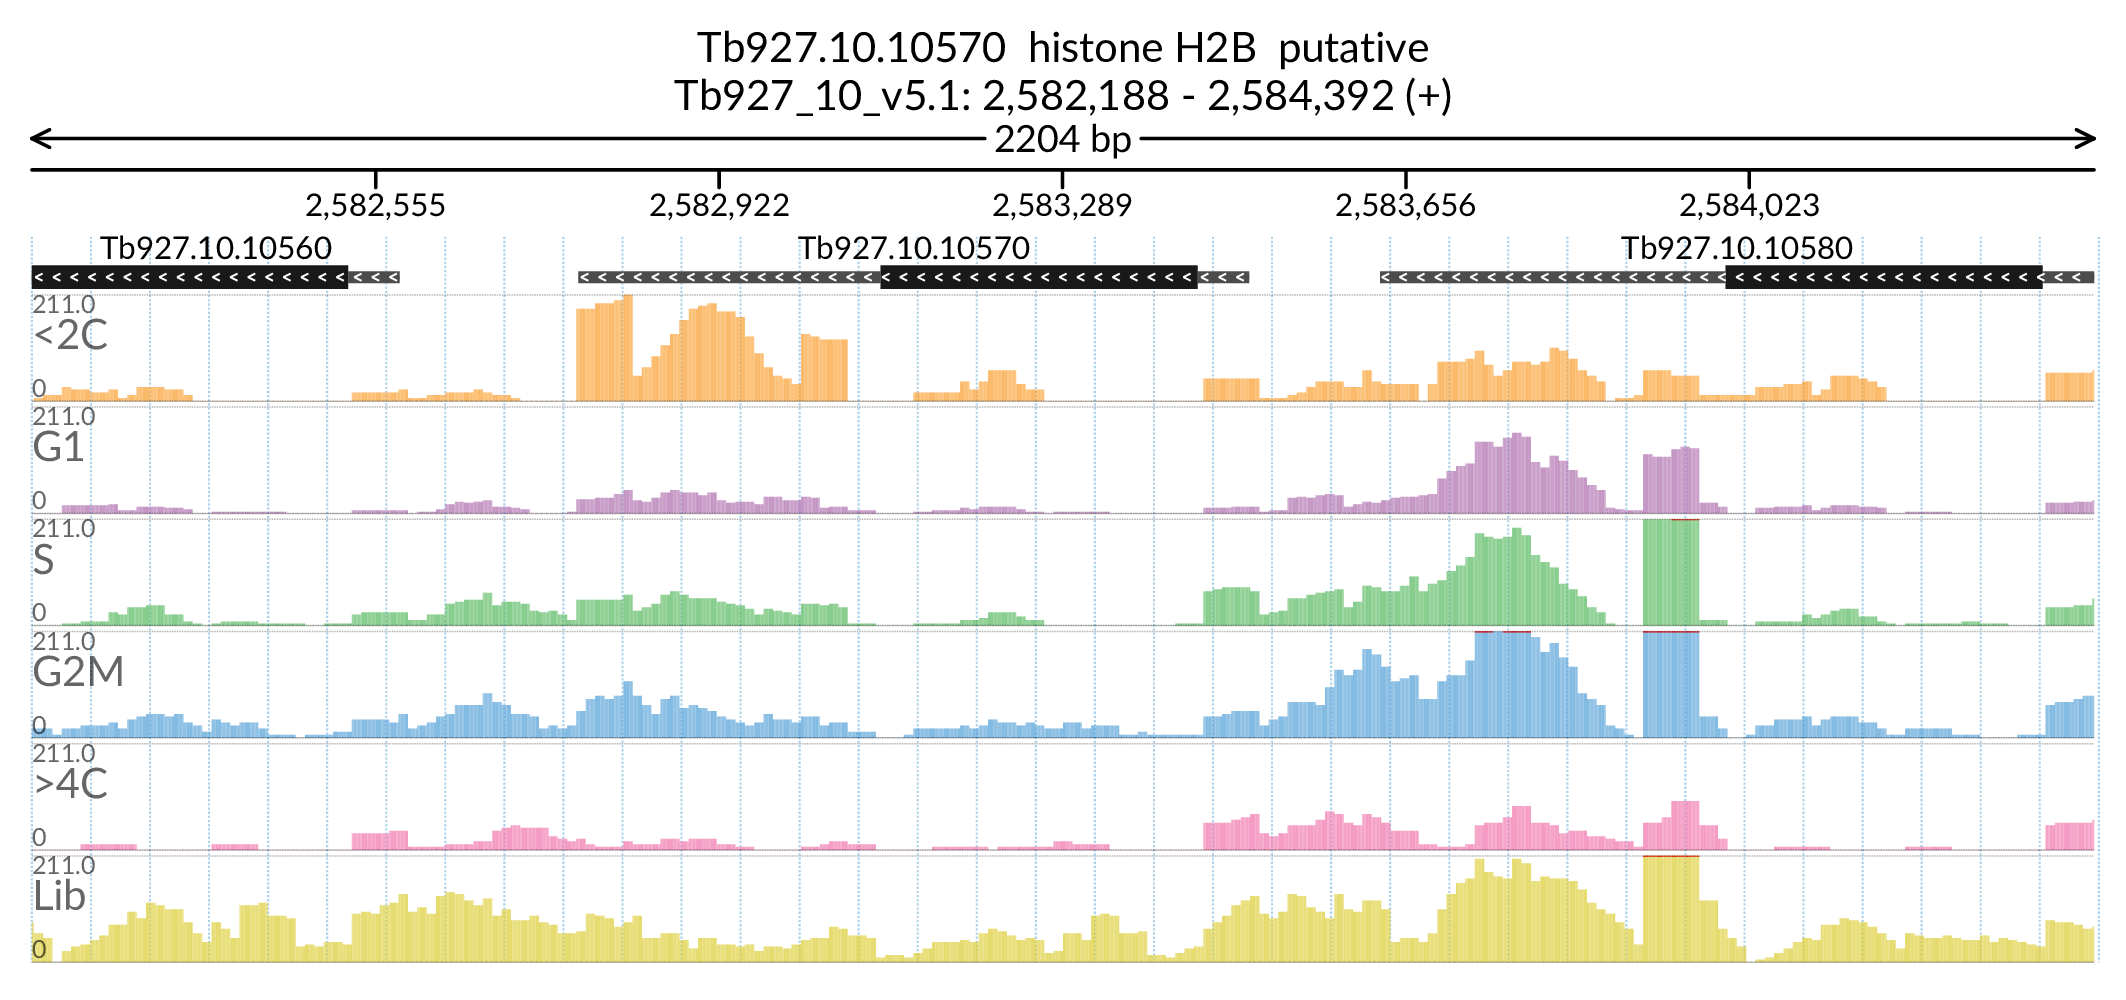 Tb927.10.10570  histone H2B  putative
Tb927_10_v5.1: 2,582,188 - 2,584,392 (+)
2204 bp
2,582,555 2,582,922 2,583,289 2,583,656 2,584,023
Tb927.10.10560 Tb927.10.10570 Tb927.10.10580
211.0
<2C
0
211.0
G1
0
211.0
S
0
211.0
G2M
0
211.0
>4C
0
211.0
Lib
0